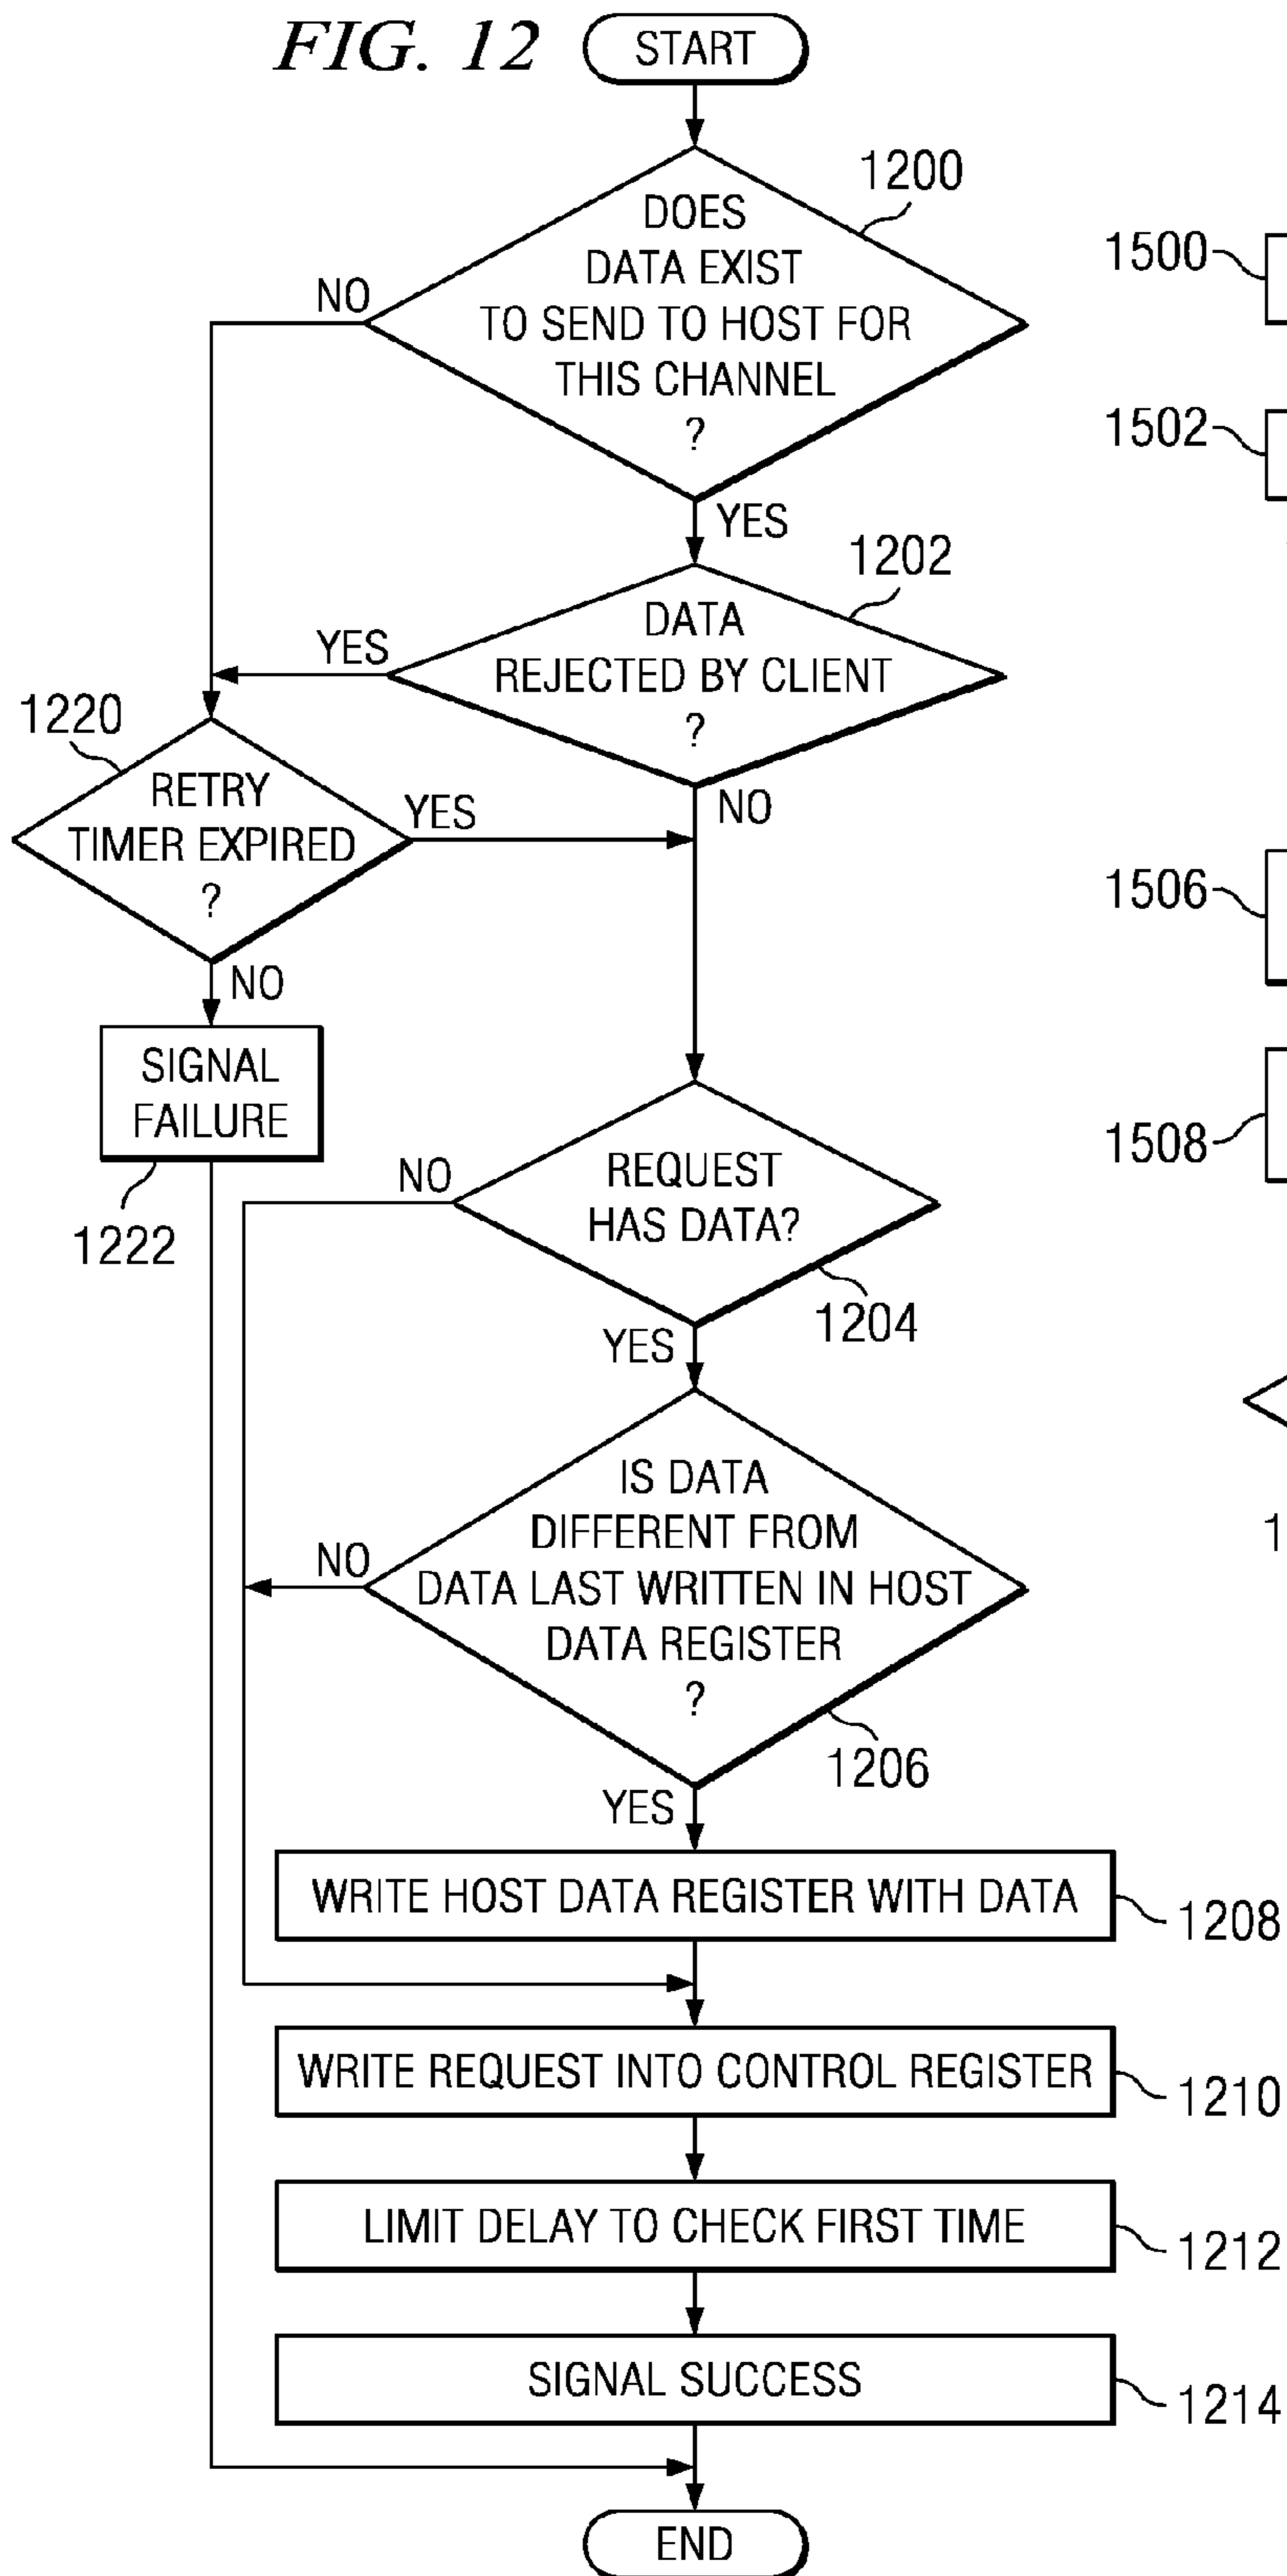 FIG. 12
START
1200
DOES
DATA EXIST
TO SEND TO HOST FOR
THIS CHANNEL
?
NO
YES
1202
DATA
REJECTED BY CLIENT
?
YES
NO
1220
RETRY
TIMER EXPIRED
?
YES
NO
SIGNAL
FAILURE
1222
REQUEST
HAS DATA?
NO
1204
YES
IS DATA
DIFFERENT FROM
DATA LAST WRITTEN IN HOST
DATA REGISTER
?
NO
1206
YES
WRITE HOST DATA REGISTER WITH DATA
1208
WRITE REQUEST INTO CONTROL REGISTER
1210
LIMIT DELAY TO CHECK FIRST TIME
1212
SIGNAL SUCCESS
1214
END
1500
1502
1506
1508
1